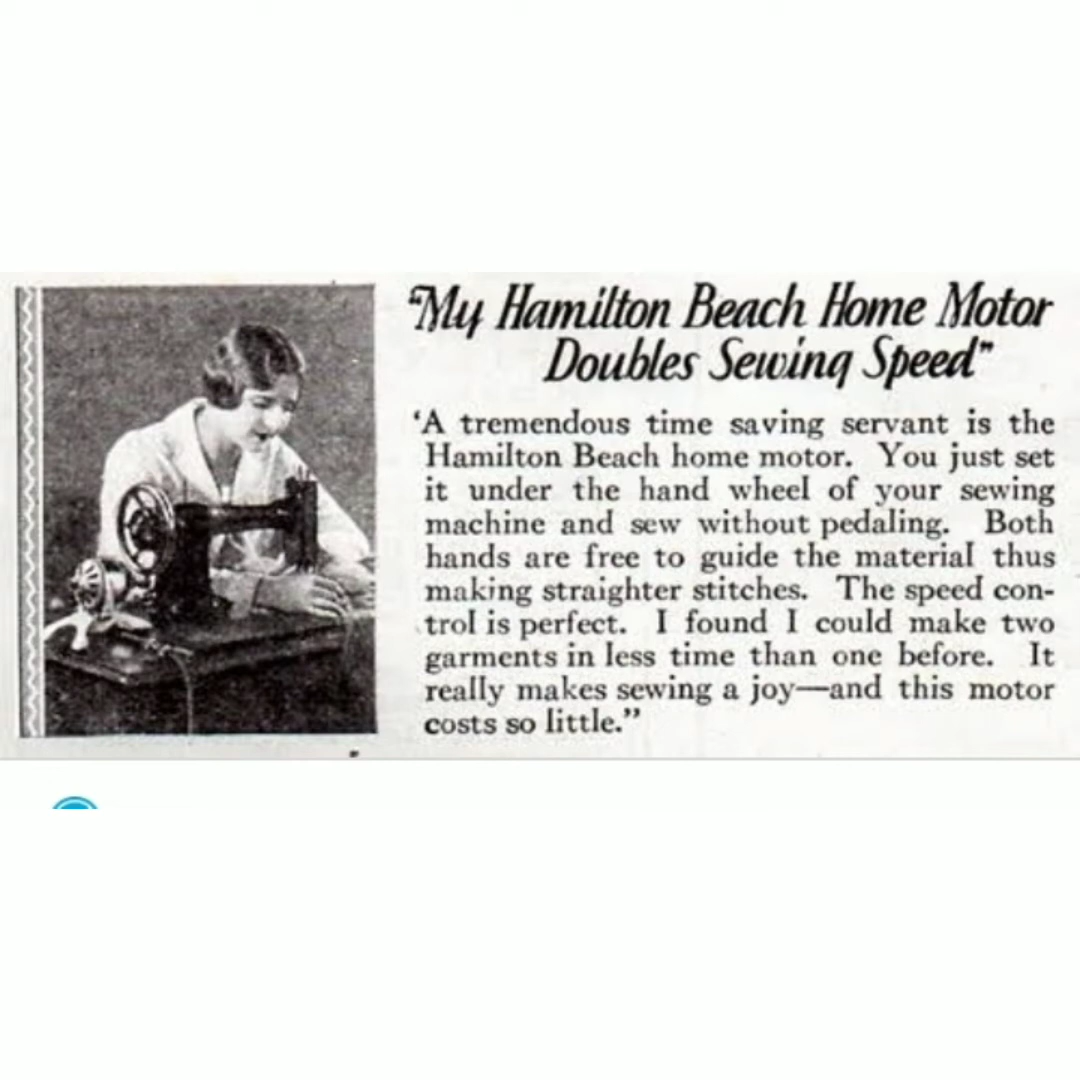 “My Hamilton Beach Home Motor
Doubles Sewing Speed”
‘A tremendous time saving servant is the
Hamilton Beach home motor. You just set
it under the hand wheel of your sewing
machine and sew without pedaling. Both
hands are free to guide the material thus
making straighter stitches. The speed con-
trol is perfect. I found I could make two
garments in less time than one before. It
really makes sewing a joy—and this motor
costs so little.”